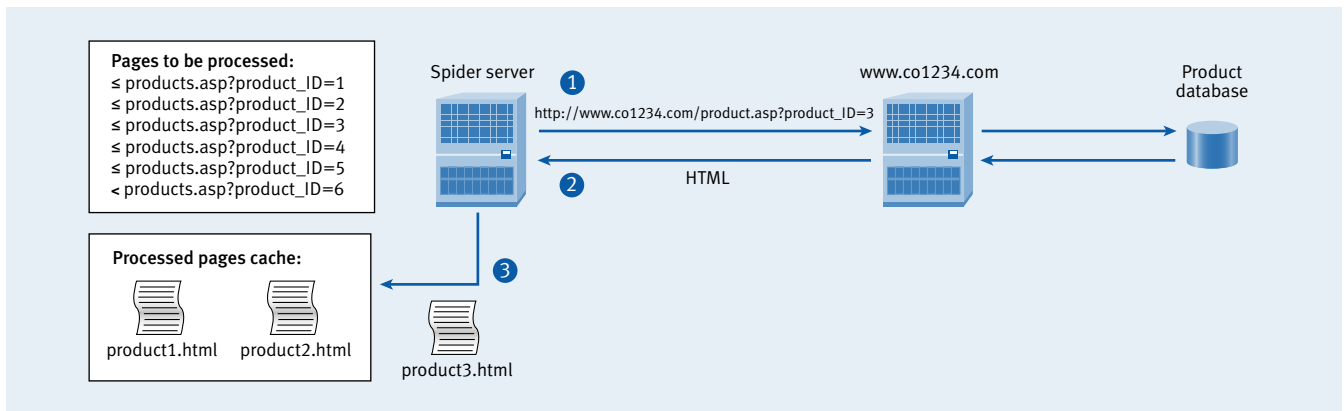 Pages to be processed:
≤ products.asp?product_ID=1
≤ products.asp?product_ID=2
≤ products.asp?product_ID=3
≤ products.asp?product_ID=4
≤ products.asp?product_ID=5
< products.asp?product_ID=6
Spider server
1
www.co1234.com
Product
database
http://www.co1234.com/product.asp?product_ID=3
2
HTML
Processed pages cache:
3
product1.html
product2.html
product3.html